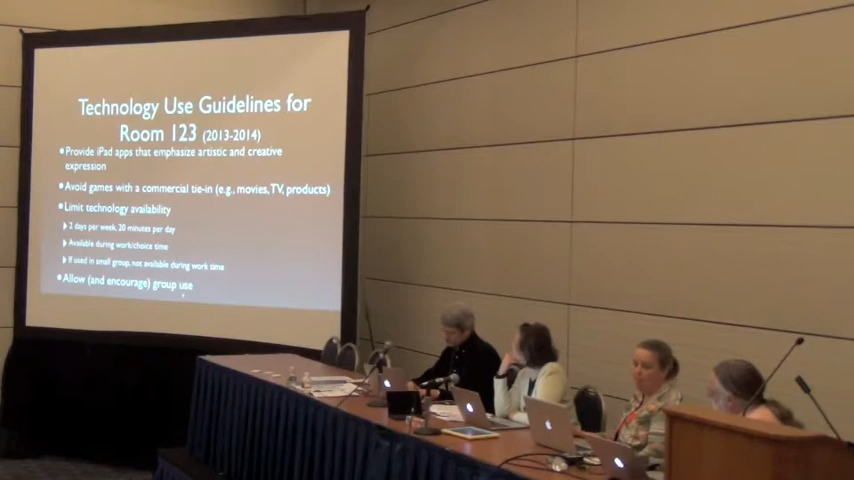 Technology Use Guidelines for
Room 123 (2013-2014)
Provide iPad apps that emphasize artistic and creative
expression
Avoid games with a commercial tie-in (e.g., movies, TV, products)
Limit technology availability
2 days per week, 20 minutes per day
Available during work/choice time
If used in small group, not available during work time
Allow (and encourage) group use